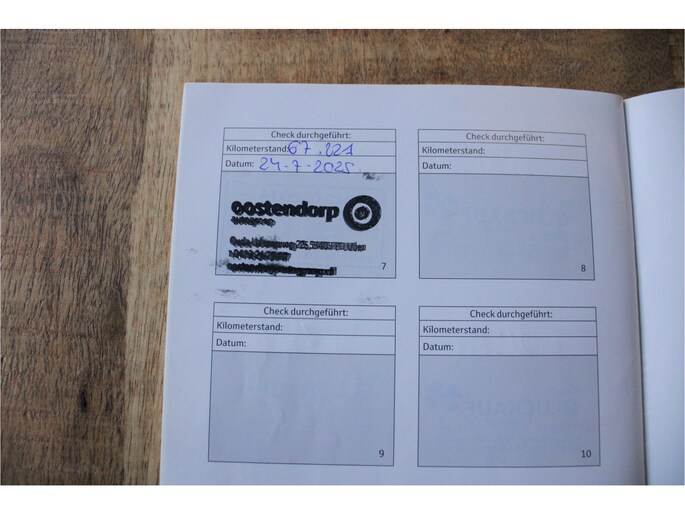 Check durchgeführt:
Kilometerstand: 67.221
Datum: 24-7-2025
oostendorp
7
Check durchgeführt:
Kilometerstand:
Datum:
8
Check durchgeführt:
Kilometerstand:
Datum:
9
Check durchgeführt:
Kilometerstand:
Datum:
10